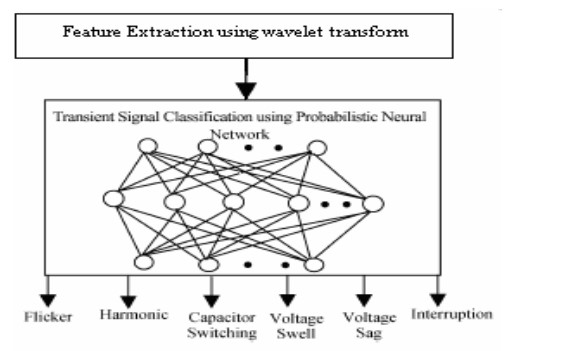 Feature Extraction using wavelet transform
Transient Signal Classification using Probabilistic Neural
Network
Flicker
Harmonic
Capacitor
Switching
Voltage
Swell
Voltage
Sag
Interruption